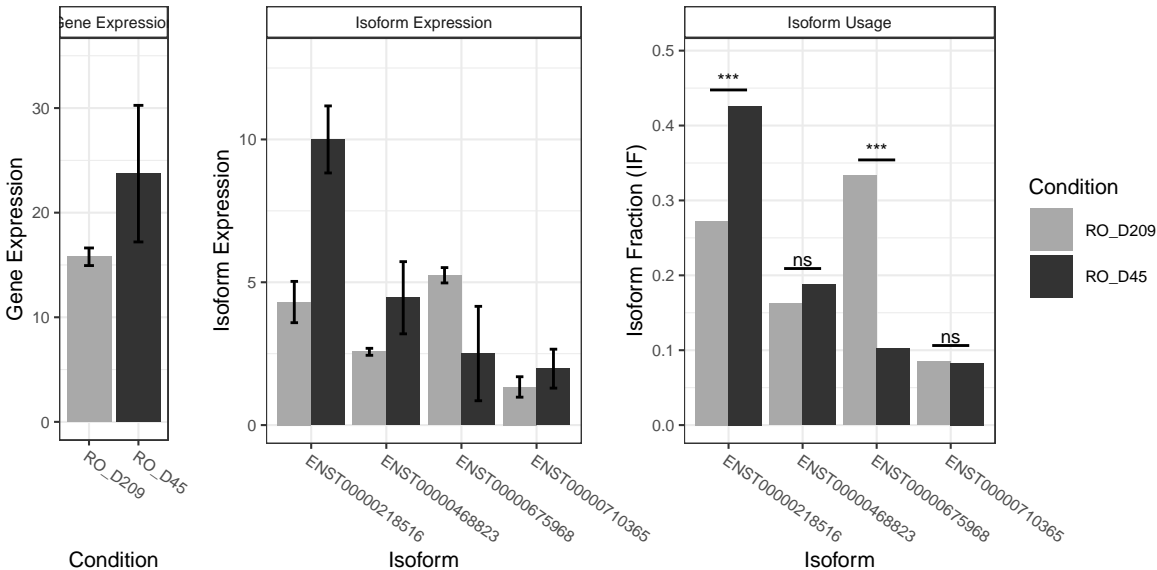 Gene Expression
Gene Expression
30
20
10
0
RO_D209
RO_D45
Condition
Isoform Expression
Isoform Expression
10
5
0
ENST00000218516
ENST00000468823
ENST00000675968
ENST00000710365
Isoform
Isoform Usage
Isoform Fraction (IF)
0.5
0.4
0.3
0.2
0.1
0.0
***
ns
***
ns
ENST00000218516
ENST00000468823
ENST00000675968
ENST00000710365
Isoform
Condition
RO_D209
RO_D45